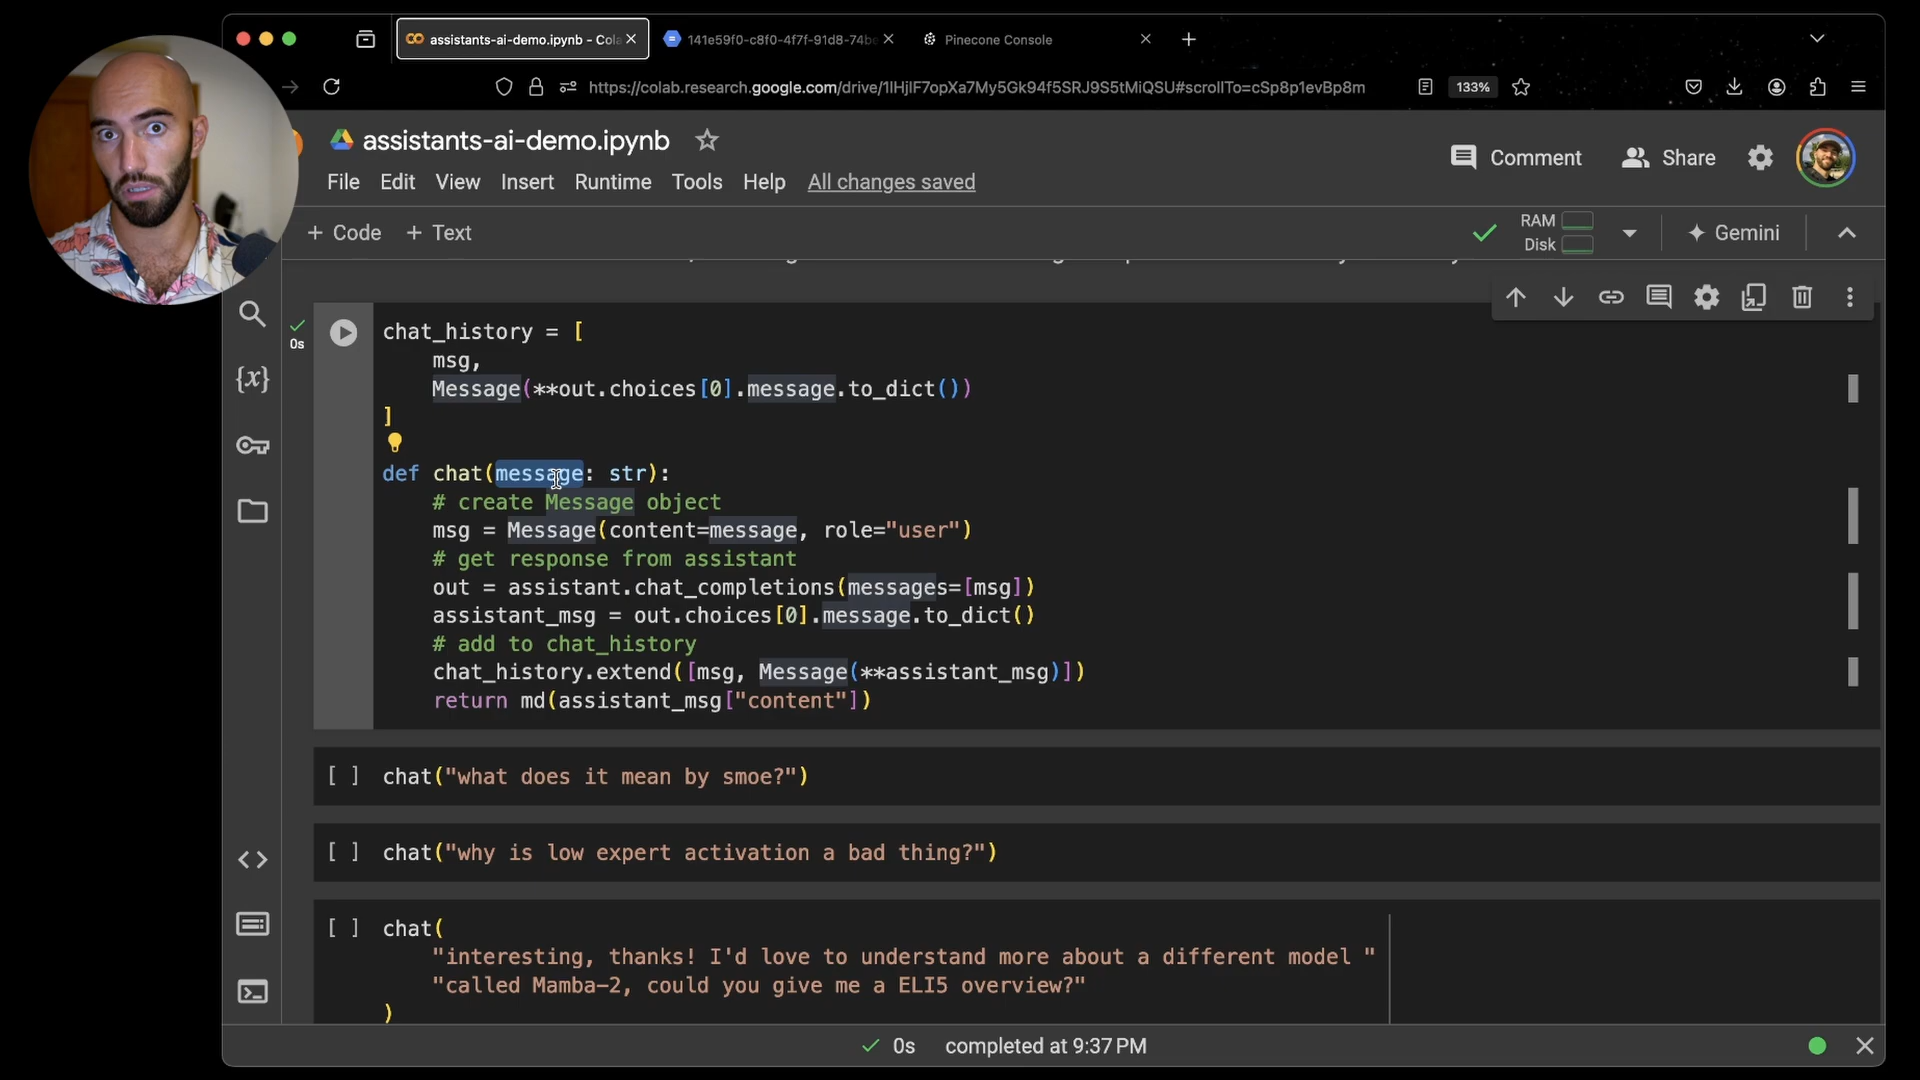 assistants-ai-demo.ipynb - Cola
141e59f0-c8f0-4f7f-91d8-74be
Pinecone Console
https://colab.research.google.com/drive/1lHjIF7opXa7My5Gk94f5SRJ9S5tMiQSU#scrollTo=cSp8p1evBp8m
133%
assistants-ai-demo.ipynb
Comment
Share
File Edit View Insert Runtime Tools Help All changes saved
+ Code + Text
RAM
Disk
Gemini
0s
chat_history = [
msg,
Message(**out.choices[0].message.to_dict())
]
def chat(message: str):
# create Message object
msg = Message(content=message, role="user")
# get response from assistant
out = assistant.chat_completions(messages=[msg])
assistant_msg = out.choices[0].message.to_dict()
# add to chat_history
chat_history.extend([msg, Message(**assistant_msg)])
return md(assistant_msg["content"])
[ ] chat("what does it mean by smoe?")
[ ] chat("why is low expert activation a bad thing?")
[ ] chat(
"interesting, thanks! I'd love to understand more about a different model "
"called Mamba-2, could you give me a ELI5 overview?"
)
0s completed at 9:37 PM